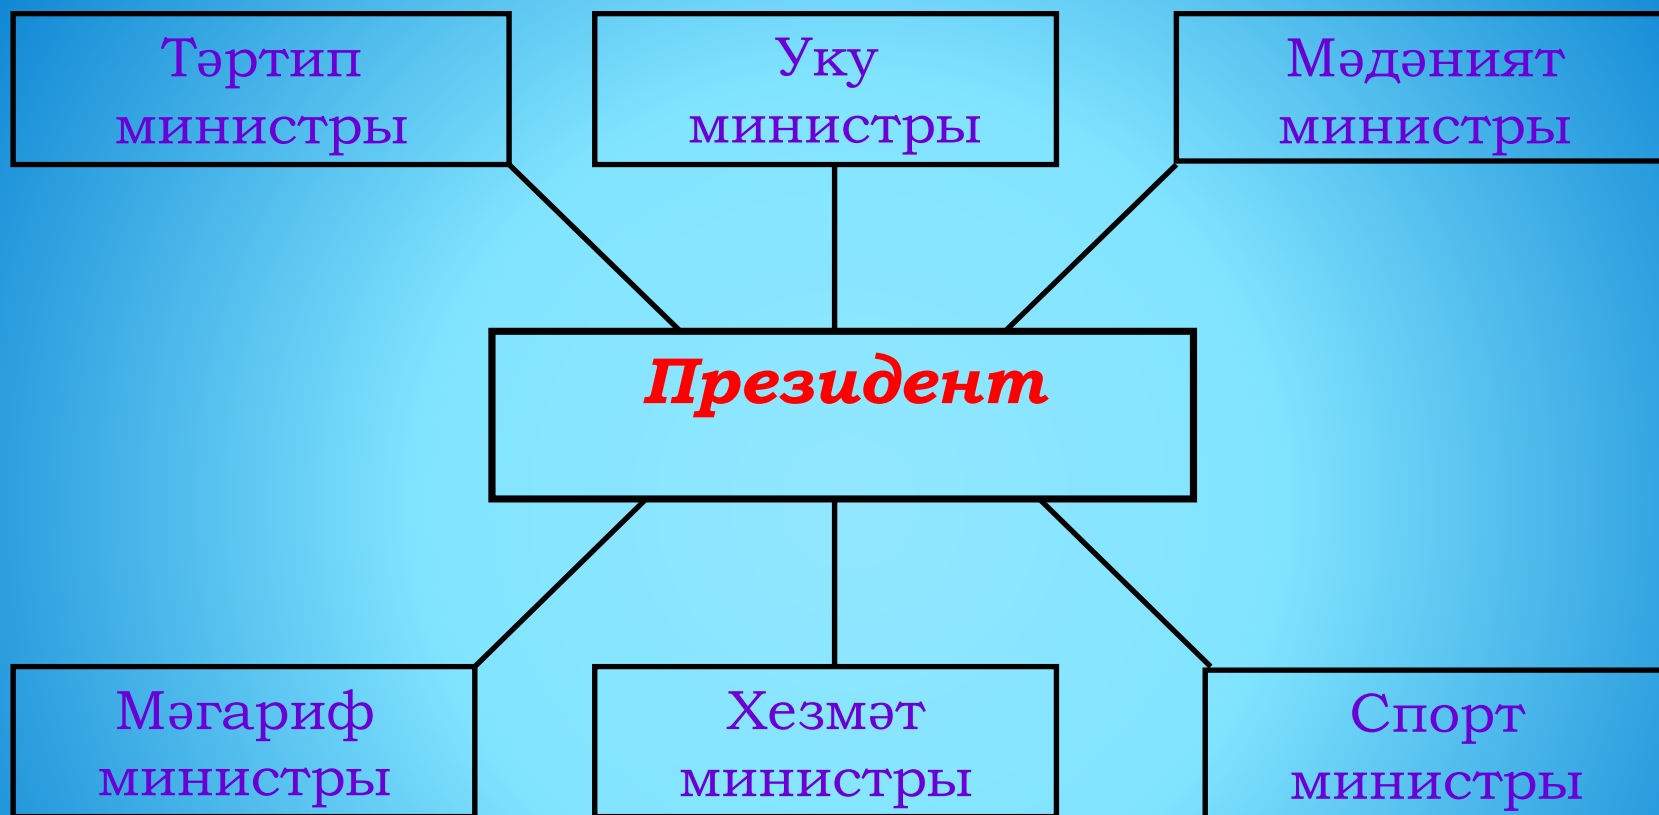 Тәртип
министры
Уку
министры
Мәдәният
министры
Президент
Мәгариф
министры
Хезмәт
министры
Спорт
министры